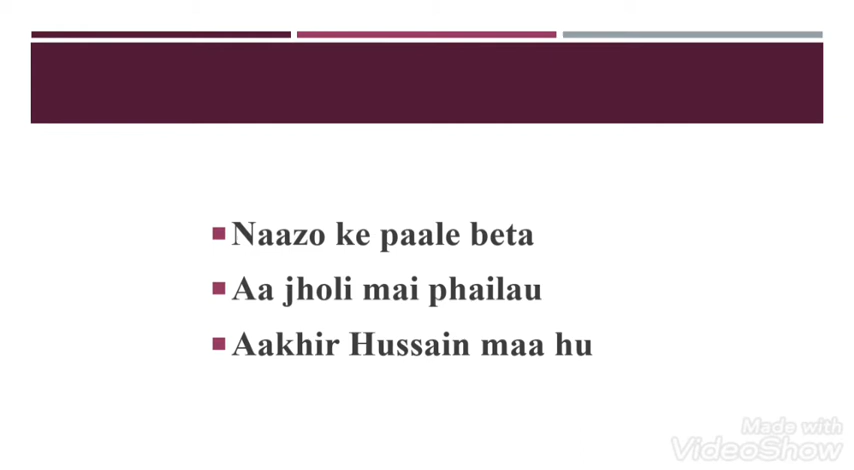 Naazo ke paale beta
Aa jholi mai phailau
Aakhir Hussain maa hu
Made with
VideoShow